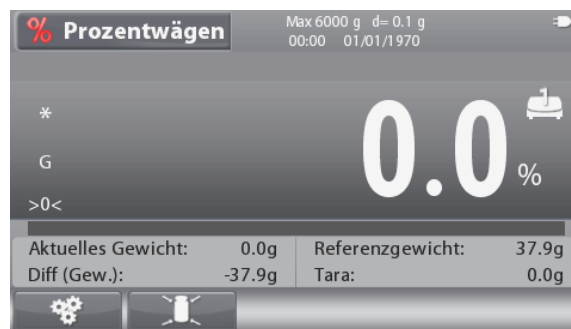 % Prozentwägen
Max 6000 g d= 0.1 g
00:00 01/01/1970
1
*
0.0 %
G
>0<
Aktuelles Gewicht: 0.0g
Referenzgewicht: 37.9g
Diff (Gew.): -37.9g
Tara: 0.0g